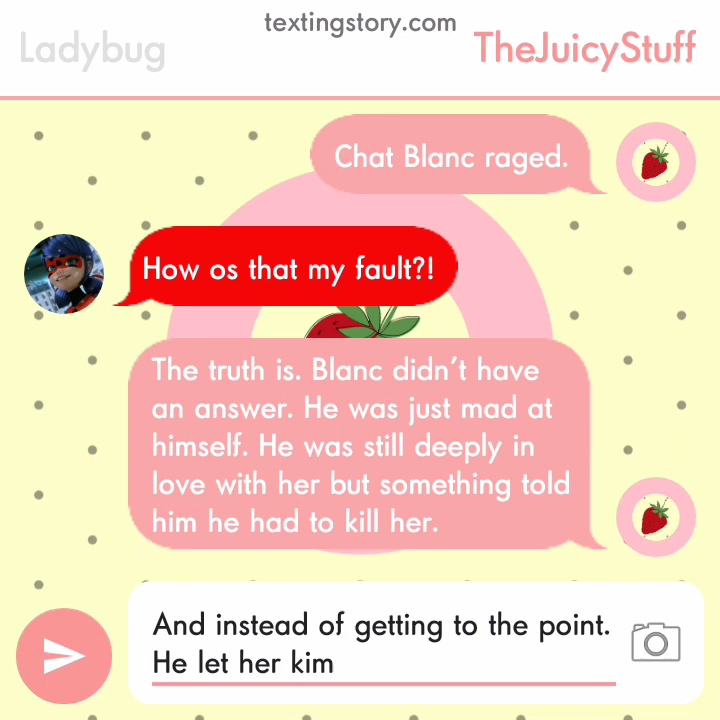 textingstory.com
Ladybug
TheJuicyStuff
Chat Blanc raged.
How os that my fault?!
The truth is. Blanc didn't have
an answer. He was just mad at
himself. He was still deeply in
love with her but something told
him he had to kill her.
And instead of getting to the point.
He let her kim